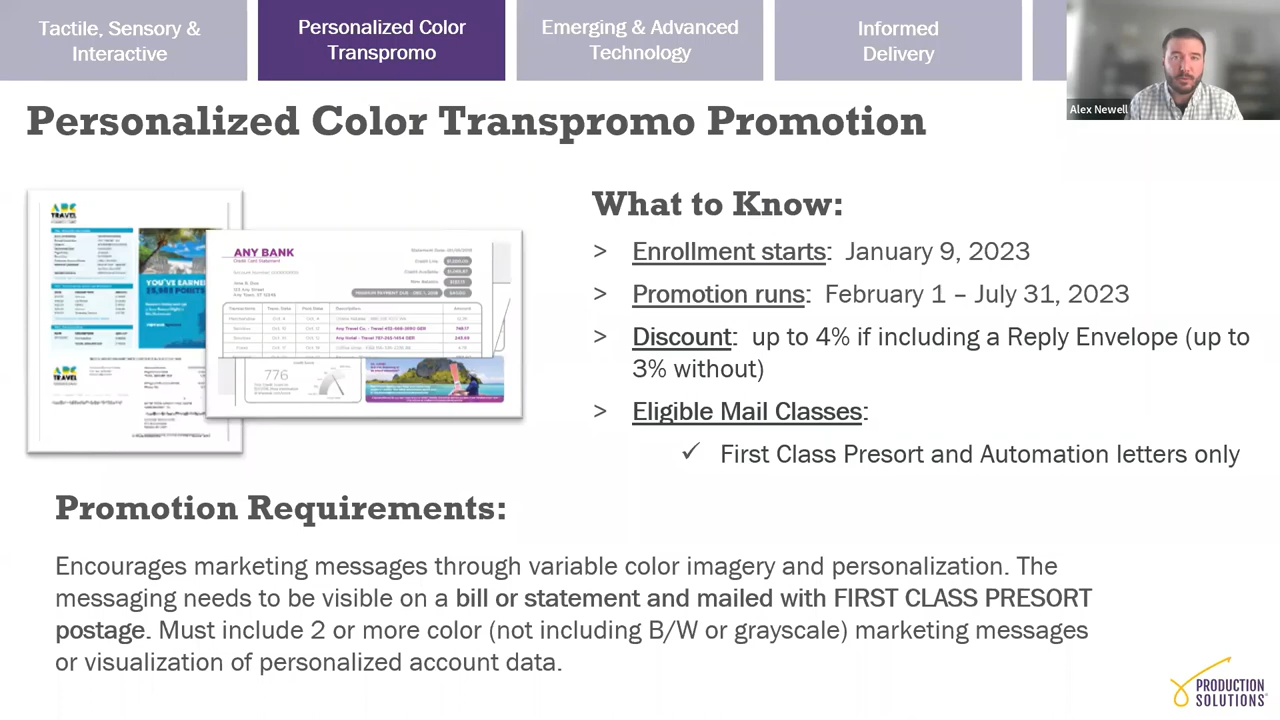 Tactile, Sensory &
Interactive
Personalized Color
Transpromo
Emerging & Advanced
Technology
Informed
Delivery
Alex Newell
Personalized Color Transpromo Promotion
ABC
TRAVEL
YOU'VE EARNED
ANY BANK
Credit Card Statement
776
What to Know:
> Enrollment starts: January 9, 2023
> Promotion runs: February 1 – July 31, 2023
> Discount: up to 4% if including a Reply Envelope (up to
3% without)
> Eligible Mail Classes:
✓ First Class Presort and Automation letters only
Promotion Requirements:
Encourages marketing messages through variable color imagery and personalization. The
messaging needs to be visible on a bill or statement and mailed with FIRST CLASS PRESORT
postage. Must include 2 or more color (not including B/W or grayscale) marketing messages
or visualization of personalized account data.
PRODUCTION
SOLUTIONS